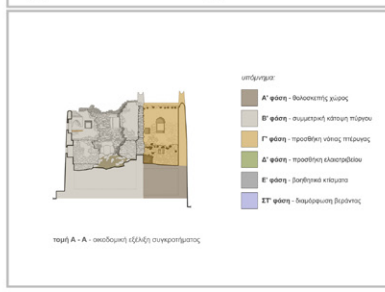 υπόμνημα:
Α' φάση - θολοσκεπής χώρος
Β' φάση - συμμετρική κάτοψη πύργου
Γ' φάση - προσθήκη νότιας πτέρυγας
Δ' φάση - προσθήκη ελαιοτριβείου
Ε' φάση - βοηθητικά κτίσματα
ΣΤ' φάση - διαμόρφωση βεράντας
τομή Α - Α - οικοδομική εξέλιξη συγκροτήματος